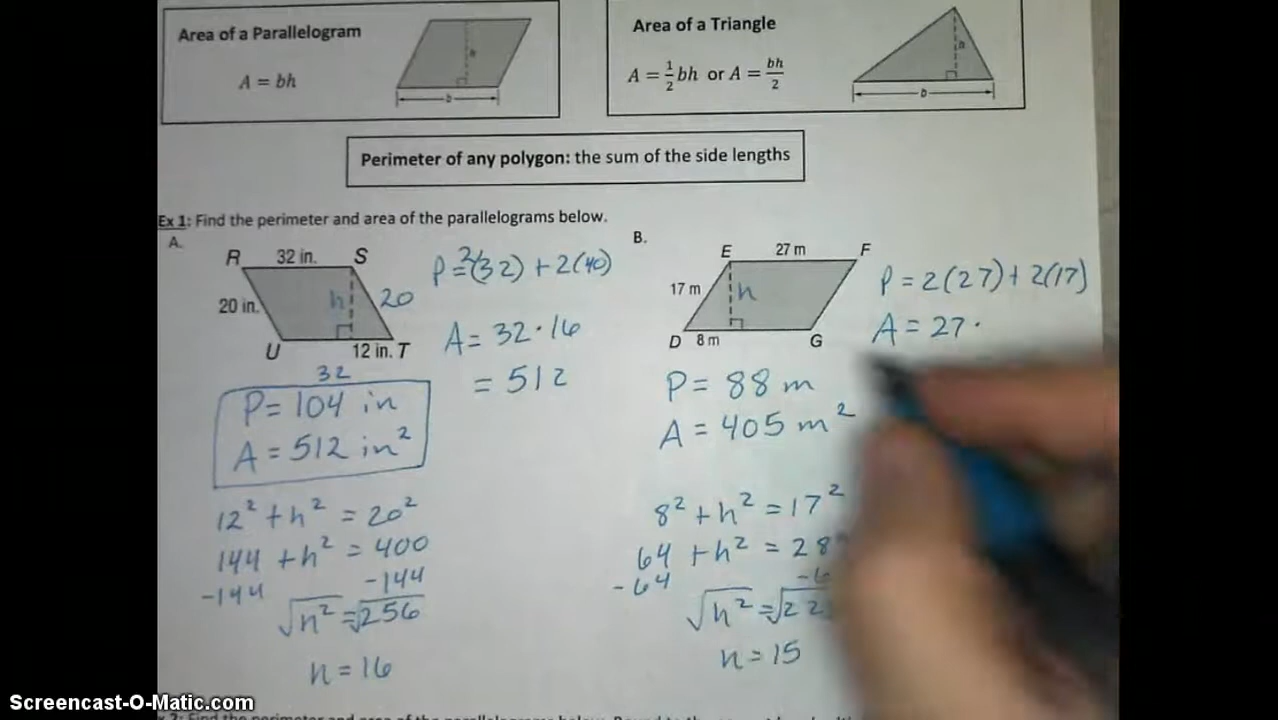 Area of a Parallelogram
A = bh
h
b
Area of a Triangle
A = 1/2 bh or A = bh/2
h
b
Perimeter of any polygon: the sum of the side lengths
Ex 1: Find the perimeter and area of the parallelograms below.
A.
R 32 in. S
20 in. h 20
U 12 in. T
32
P = 2(32) + 2(40)
A = 32 · 16
= 512
P = 104 in
A = 512 in²
12² + h² = 20²
144 + h² = 400
-144 -144
√h² = √256
h = 16
B.
E 27 m F
17 m h
D 8 m G
P = 2(27) + 2(17)
A = 27 ·
P = 88 m
A = 405 m²
8² + h² = 17²
64 + h² = 28
-64 -6
√h² = √22
h = 15
Screencast-O-Matic.com